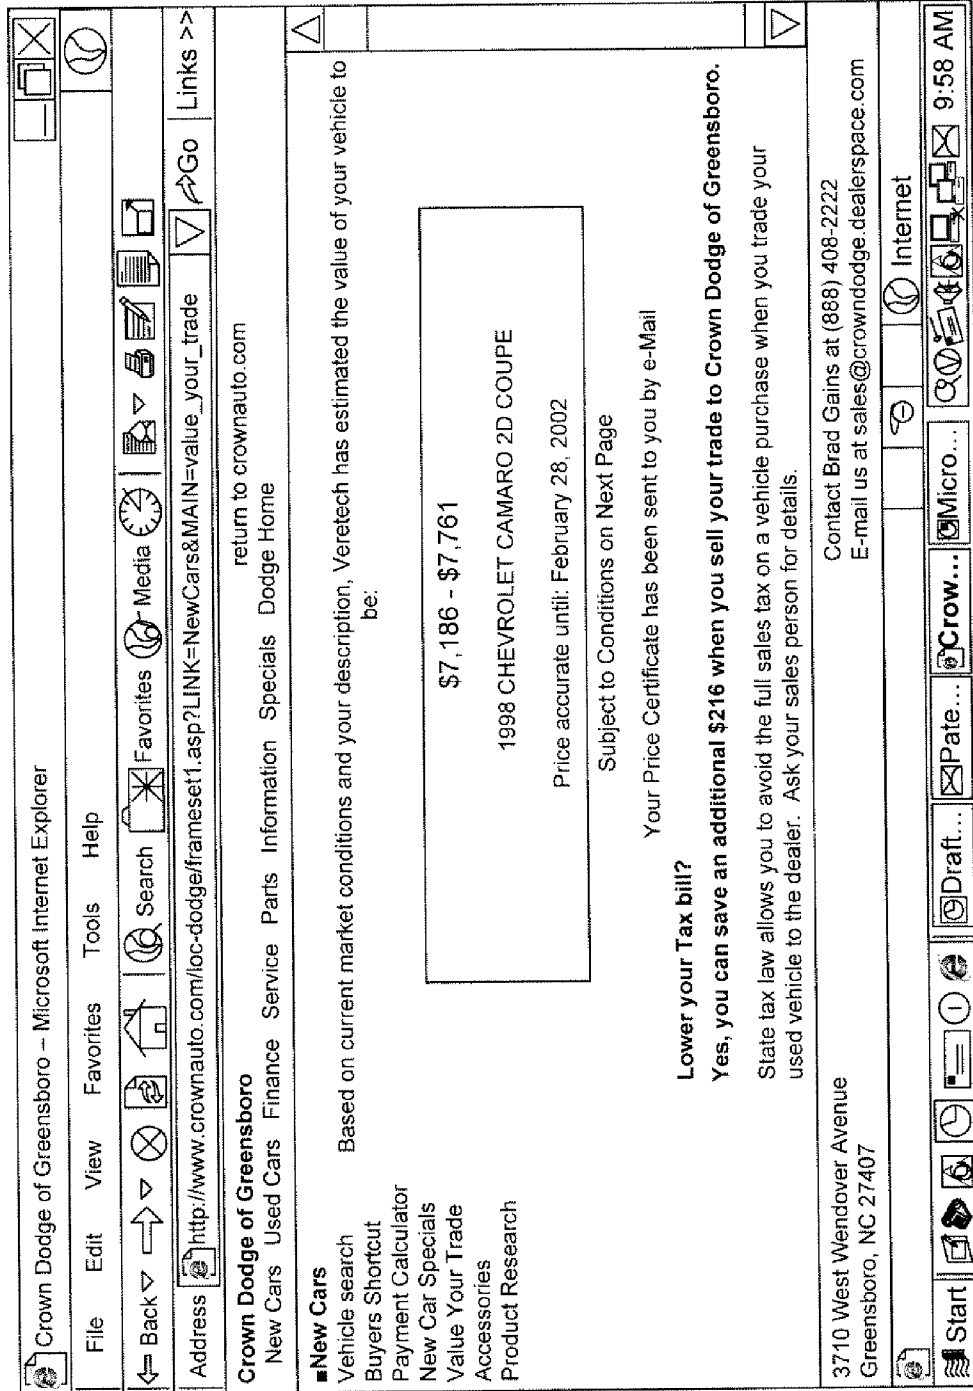 Crown Dodge of Greensboro – Microsoft Internet Explorer
File Edit View Favorites Tools Help
Back Search Favorites Media
Address http://www.crownauto.com/loc-dodge/frameset1.asp?LINK=NewCars&MAIN=value_your_trade Go Links >>
Crown Dodge of Greensboro return to crownauto.com
New Cars Used Cars Finance Service Parts Information Specials Dodge Home
■New Cars
Vehicle search
Buyers Shortcut
Payment Calculator
New Car Specials
Value Your Trade
Accessories
Product Research
Based on current market conditions and your description, Veretech has estimated the value of your vehicle to
be:
$7,186 - $7,761
1998 CHEVROLET CAMARO 2D COUPE
Price accurate until: February 28, 2002
Subject to Conditions on Next Page
Your Price Certificate has been sent to you by e-Mail
Lower your Tax bill?
Yes, you can save an additional $216 when you sell your trade to Crown Dodge of Greensboro.
State tax law allows you to avoid the full sales tax on a vehicle purchase when you trade your
used vehicle to the dealer. Ask your sales person for details.
3710 West Wendover Avenue
Greensboro, NC 27407
Contact Brad Gains at (888) 408-2222
E-mail us at sales@crowndodge.dealerspace.com
Internet
Start Draft... Pate... Crow... Micro... 9:58 AM